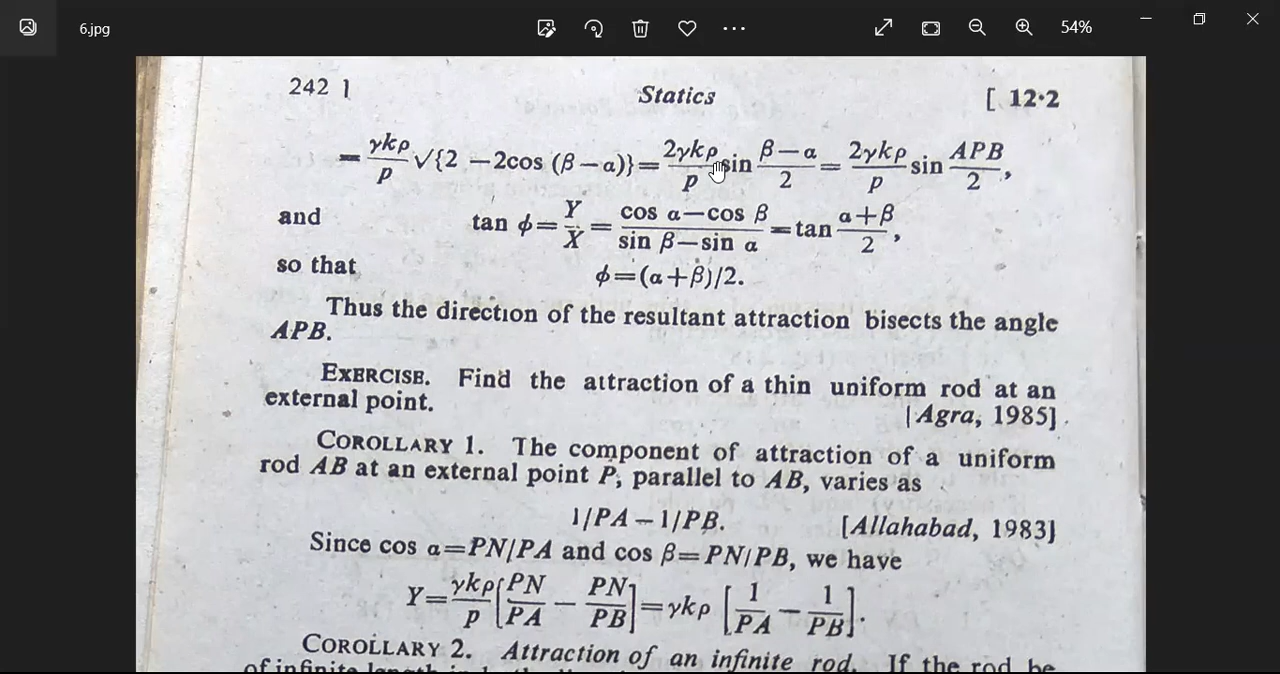 6.jpg
54%
242 ]
Statics
[ 12·2
= γkρ/p √{2 − 2cos (β − α)} = 2γkρ/p sin (β − α)/2 = 2γkρ/p sin APB/2 ,
and tan ϕ = Y/X = (cos α − cos β)/(sin β − sin α) = tan (α + β)/2 ,
so that ϕ = (α + β)/2.
Thus the direction of the resultant attraction bisects the angle
APB.
EXERCISE. Find the attraction of a thin uniform rod at an
external point.
[Agra, 1985].
COROLLARY 1. The component of attraction of a uniform
rod AB at an external point P, parallel to AB, varies as
1/PA − 1/PB. [Allahabad, 1983]
Since cos α = PN/PA and cos β = PN/PB, we have
Y = γkρ/p [PN/PA − PN/PB] = γkρ [1/PA − 1/PB].
COROLLARY 2. Attraction of an infinite rod. If the rod be
of infinite length